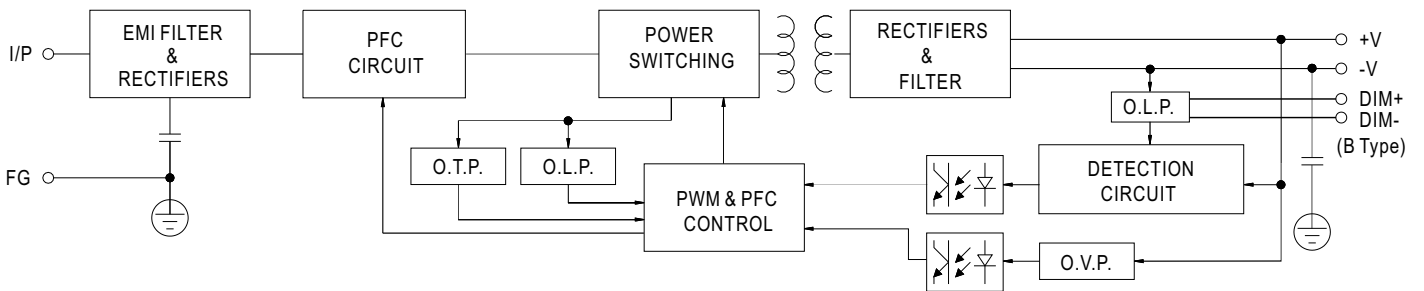 I/P
EMI FILTER
&
RECTIFIERS
PFC
CIRCUIT
POWER
SWITCHING
RECTIFIERS
&
FILTER
+V
-V
O.L.P.
DIM+
DIM-
(B Type)
FG
O.T.P.
O.L.P.
PWM & PFC
CONTROL
DETECTION
CIRCUIT
O.V.P.